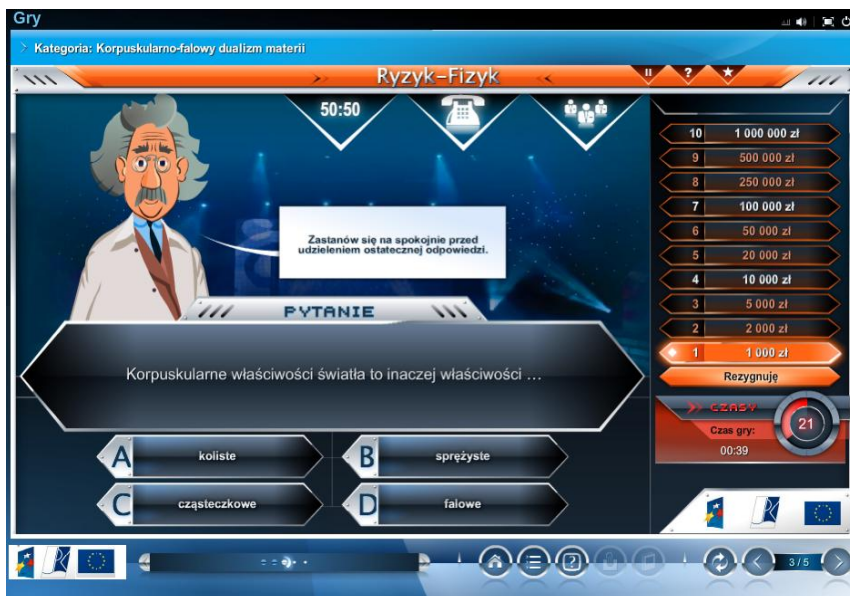 Gry
Kategoria: Korpuskularno-falowy dualizm materii
Ryzyk-Fizyk
50:50
Zastanów się na spokojnie przed
udzieleniem ostatecznej odpowiedzi.
PYTANIE
Korpuskularne właściwości światła to inaczej właściwości ...
A koliste
B sprężyste
C cząsteczkowe
D falowe
10 1 000 000 zł
9 500 000 zł
8 250 000 zł
7 100 000 zł
6 50 000 zł
5 20 000 zł
4 10 000 zł
3 5 000 zł
2 2 000 zł
1 1 000 zł
Rezygnuję
CZASY
Czas gry:
00:39
21
3/5